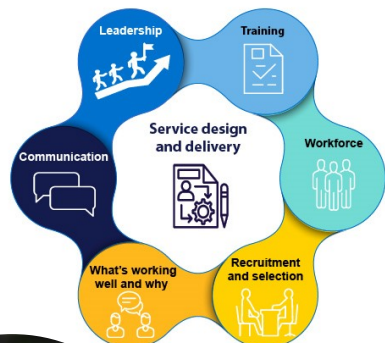 Leadership
Training
Service design
and delivery
Communication
Workforce
What's working
well and why
Recruitment
and selection